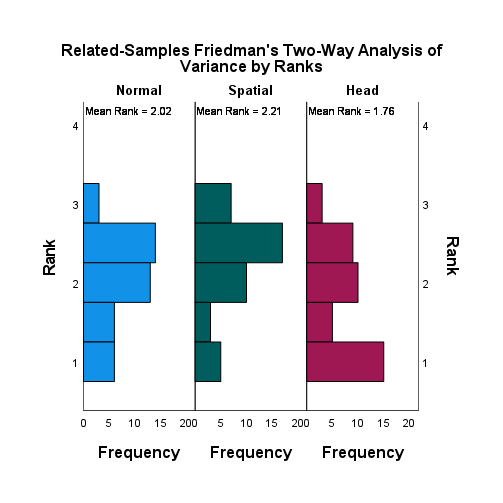 Related-Samples Friedman's Two-Way Analysis of
Variance by Ranks
Normal Spatial Head
Mean Rank = 2.02 Mean Rank = 2.21 Mean Rank = 1.76
4 4
3 3
2 2
1 1
Rank Rank
0 5 10 15 20 0 5 10 15 20 0 5 10 15 20
Frequency Frequency Frequency